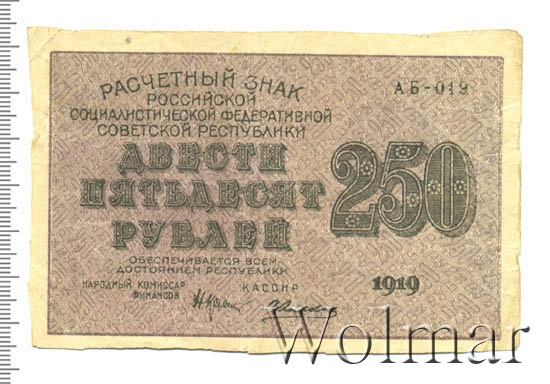 РАСЧЕТНЫЙ ЗНАК
РОССИЙСКОЙ
СОЦИАЛИСТИЧЕСКОЙ ФЕДЕРАТИВНОЙ
СОВЕТСКОЙ РЕСПУБЛИКИ
АБ-019
ДВЕСТИ
ПЯТЬДЕСЯТ
РУБЛЕЙ
250
ОБЕСПЕЧИВАЕТСЯ ВСЕМ
ДОСТОЯНИЕМ РЕСПУБЛИКИ
НАРОДНЫЙ КОМИССАР
ФИНАНСОВ
КАССИР
1919
Wolmar